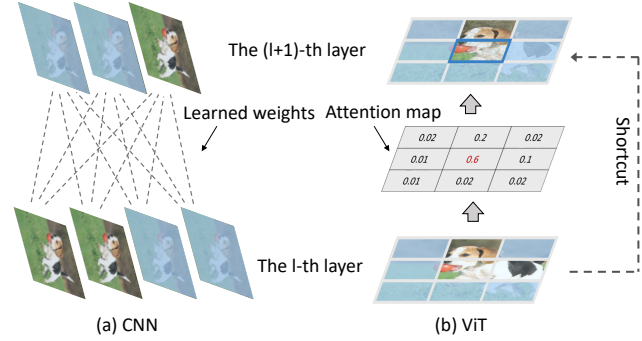 The (l+1)-th layer
Learned weights
Attention map
0.02 0.2 0.02
0.01 0.6 0.1
0.01 0.02 0.02
Shortcut
The l-th layer
(a) CNN
(b) ViT